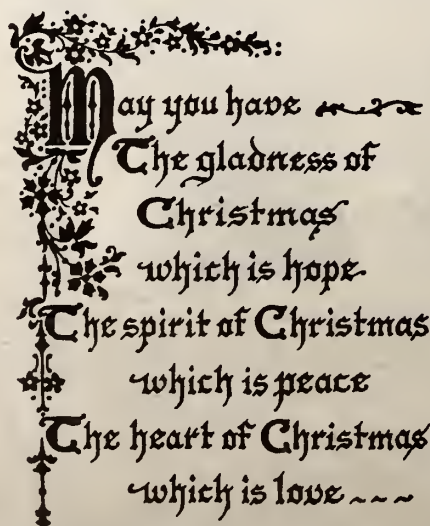 May you have
The gladness of
Christmas
which is hope
The spirit of Christmas
which is peace
The heart of Christmas
which is love ~~~